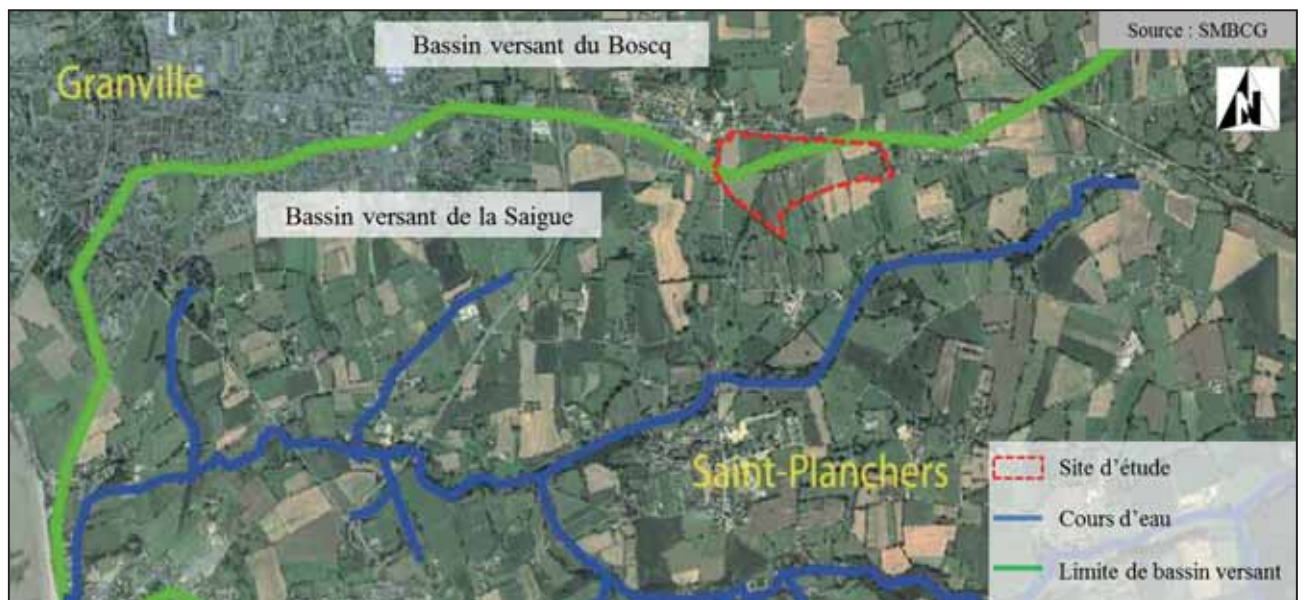 Bassin versant du Boscq
Source : SMBCG
Granville
N
Bassin versant de la Saigue
Saint-Planchers
Site d'étude
Cours d'eau
Limite de bassin versant